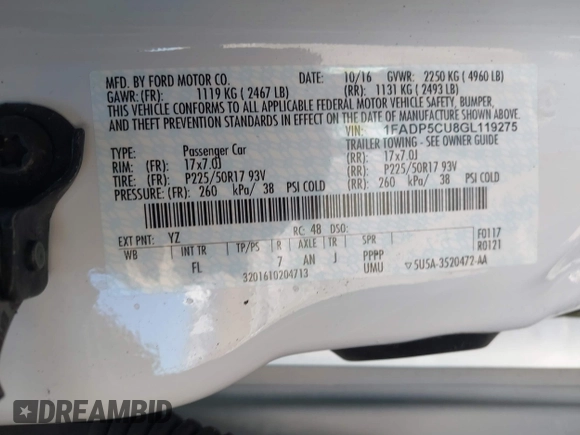 MFD. BY FORD MOTOR CO. DATE: 10/16 GVWR: 2250 KG ( 4960 LB)
GAWR: (FR): 1119 KG ( 2467 LB) (RR): 1131 KG ( 2493 LB)
THIS VEHICLE CONFORMS TO ALL APPLICABLE FEDERAL MOTOR VEHICLE SAFETY, BUMPER,
AND THEFT PREVENTION STANDARDS IN EFFECT ON THE DATE OF MANUFACTURE SHOWN ABOVE.
VIN: 1FADP5CU8GL119275
TYPE: Passenger Car TRAILER TOWING - SEE OWNER GUIDE
RIM: (FR): 17x7.0J (RR): 17x7.0J
TIRE: (FR): P225/50R17 93V (RR): P225/50R17 93V
PRESSURE: (FR): 260 kPa/ 38 PSI COLD (RR): 260 kPa/ 38 PSI COLD
EXT PNT: YZ RC: 48 DSO: F0117
WB INT TR TP/PS R AXLE TR SPR R0121
FL 7 AN J PPPP
UMU
3201610204713 ▽5U5A-3520472-AA
DREAMBID